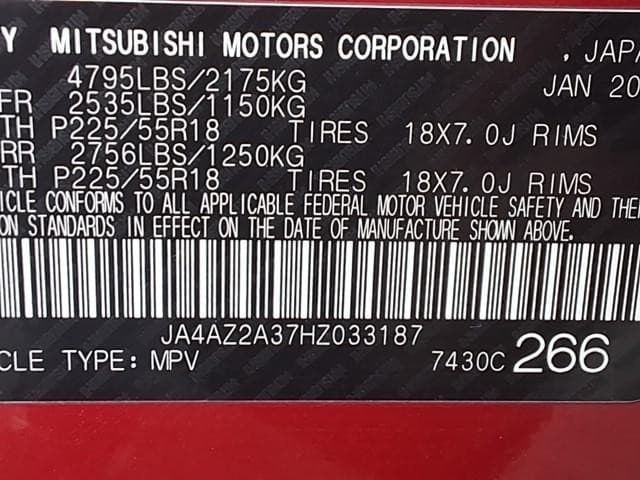 Y MITSUBISHI MOTORS CORPORATION , JAPA
4795LBS/2175KG JAN 20
FR 2535LBS/1150KG
TH P225/55R18 TIRES 18X7.0J RIMS
RR 2756LBS/1250KG
TH P225/55R18 TIRES 18X7.0J RIMS
ICLE CONFORMS TO ALL APPLICABLE FEDERAL MOTOR VEHICLE SAFETY AND THE
ON STANDARDS IN EFFECT ON THE DATE OF MANUFACTURE SHOWN ABOVE.
JA4AZ2A37HZ033187
CLE TYPE: MPV 7430C 266